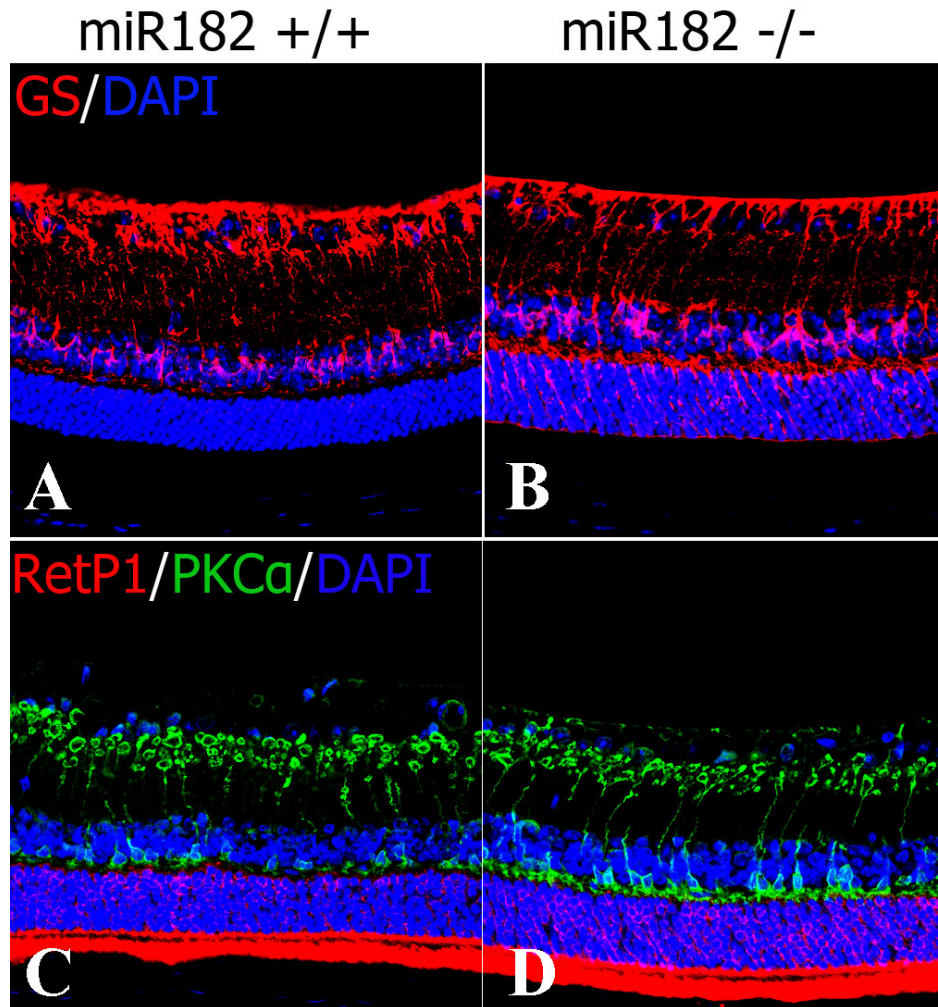 miR182 +/+ miR182 -/-
GS/DAPI
A B
RetP1/PKCα/DAPI
C D